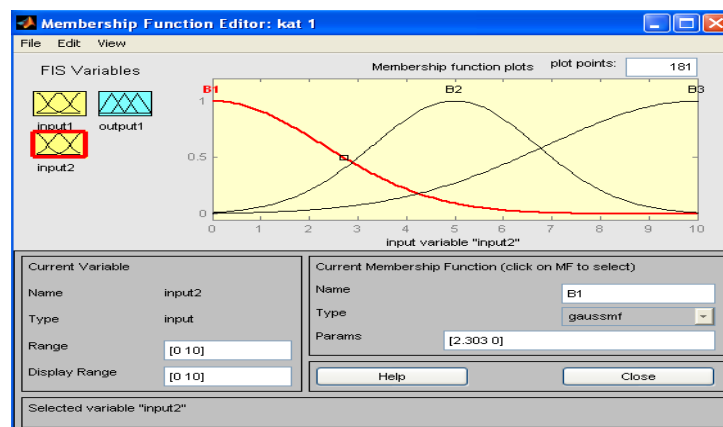 Membership Function Editor: kat 1
File Edit View
FIS Variables
input1
output1
input2
Membership function plots
plot points:
181
B1
B2
B3
1
0.5
0
0 1 2 3 4 5 6 7 8 9 10
input variable "input2"
Current Variable
Name input2
Type input
Range [0 10]
Display Range [0 10]
Current Membership Function (click on MF to select)
Name B1
Type gaussmf
Params [2.303 0]
Help
Close
Selected variable "input2"